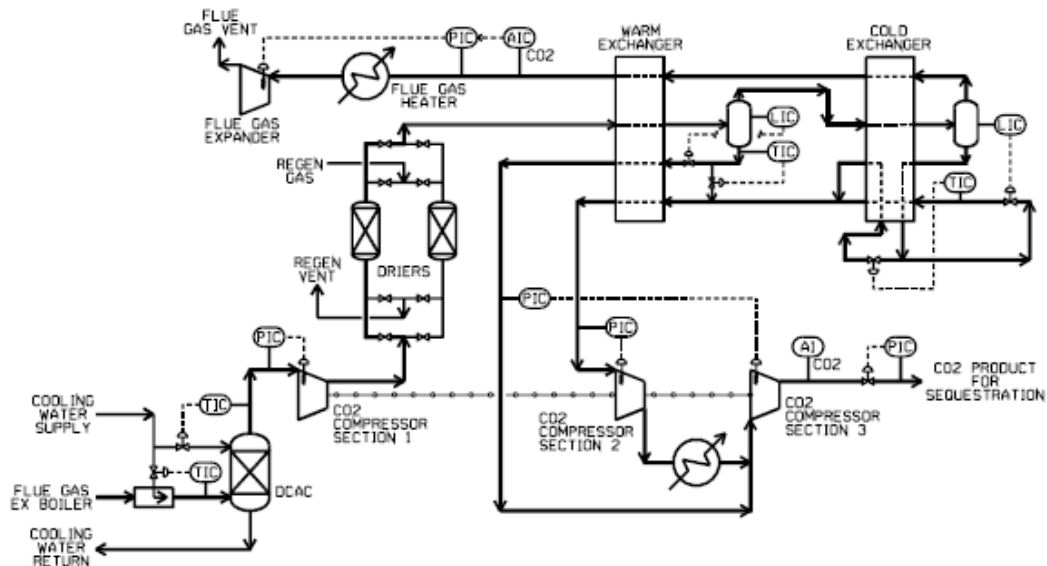 FLUE
GAS VENT
PIC
AIC
CO2
WARM
EXCHANGER
COLD
EXCHANGER
FLUE GAS
HEATER
FLUE GAS
EXPANDER
LIC
TIC
LIC
TIC
REGEN
GAS
REGEN
VENT
DRIERS
PIC
PIC
PIC
AI
CO2
PIC
CO2 PRODUCT
FOR
SEQUESTRATION
COOLING
WATER
SUPPLY
TIC
CO2
COMPRESSOR
SECTION 1
CO2
COMPRESSOR
SECTION 2
CO2
COMPRESSOR
SECTION 3
TIC
FLUE GAS
EX BOILER
DCAC
COOLING
WATER
RETURN